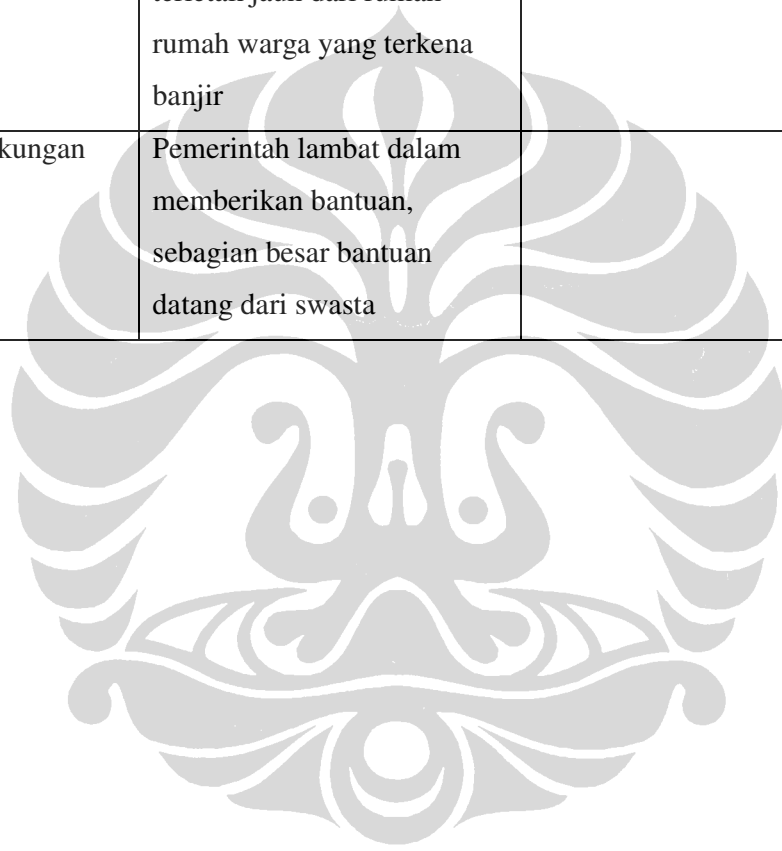 rumah warga yang terkena
banjir
kungan
Pemerintah lambat dalam
memberikan bantuan,
sebagian besar bantuan
datang dari swasta